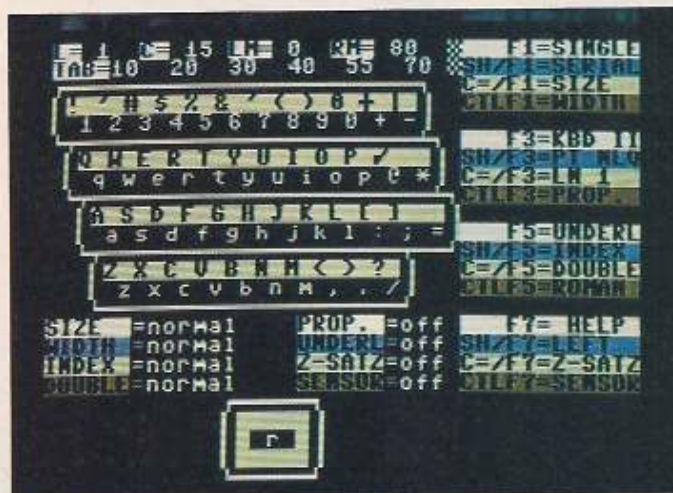 L= 1 C= 15 LM= 0 RM= 80
TAB=10 20 30 40 55 70
! " # $ % & ' ( ) 0 + |
1 2 3 4 5 6 7 8 9 0 + -
Q W E R T Y U I O P ✓
q w e r t y u i o p @ *
A S D F G H J K L [ ]
a s d f g h j k l : ; =
Z X C V B N M < > ?
z x c v b n m , . /
F1=SINGLE
SH/F1=SERIAL
C=/F1=SIZE
CTLF1=WIDTH
F3=KBD II
SH/F3=PI NLQ
C=/F3=LM 1
CTLF3=PROP.
F5=UNDERL
SH/F5=INDEX
C=/F5=DOUBLE
CTLF5=ROMAN
F7= HELP
SH/F7=LEFT
C=/F7=Z-SATZ
CTLF7=SENSOR
SIZE =normal
WIDTH =normal
INDEX =normal
DOUBLE=normal
PROP. =off
UNDERL=off
Z-SATZ=off
SENSOR=off
r